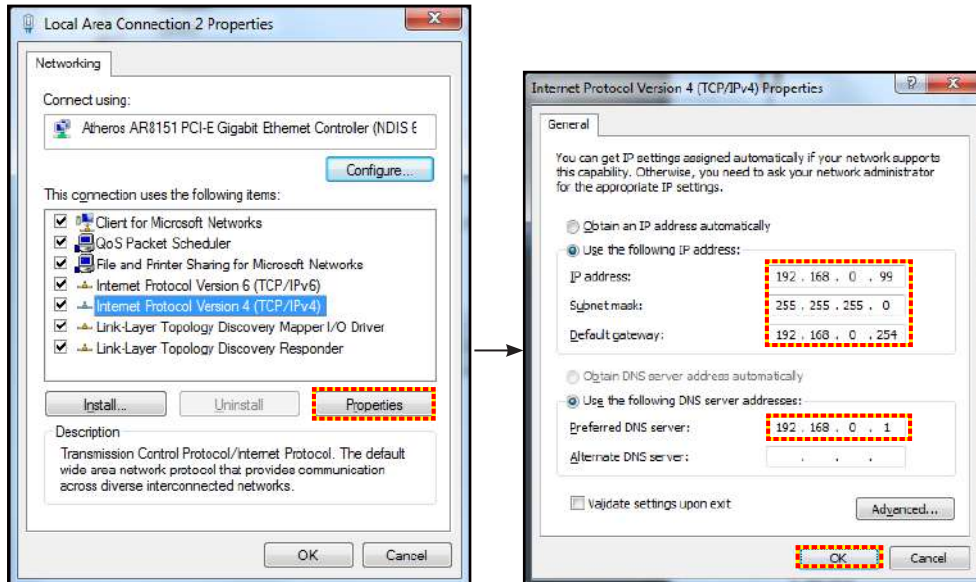 Local Area Connection 2 Properties
Networking
Connect using:
Atheros AR8151 PCI-E Gigabit Ethernet Controller (NDIS 6
Configure...
This connection uses the following items:
Client for Microsoft Networks
QoS Packet Scheduler
File and Printer Sharing for Microsoft Networks
Internet Protocol Version 6 (TCP/IPv6)
Internet Protocol Version 4 (TCP/IPv4)
Link-Layer Topology Discovery Mapper I/O Driver
Link-Layer Topology Discovery Responder
Install...
Uninstall
Properties
Description
Transmission Control Protocol/Internet Protocol. The default
wide area network protocol that provides communication
across diverse interconnected networks.
OK
Cancel
Internet Protocol Version 4 (TCP/IPv4) Properties
General
You can get IP settings assigned automatically if your network supports
this capability. Otherwise, you need to ask your network administrator
for the appropriate IP settings.
Obtain an IP address automatically
Use the following IP address:
IP address: 192 . 168 . 0 . 99
Subnet mask: 255 . 255 . 255 . 0
Default gateway: 192 . 168 . 0 . 254
Obtain DNS server address automatically
Use the following DNS server addresses:
Preferred DNS server: 192 . 168 . 0 . 1
Alternate DNS server: . . .
Validate settings upon exit
Advanced...
OK
Cancel